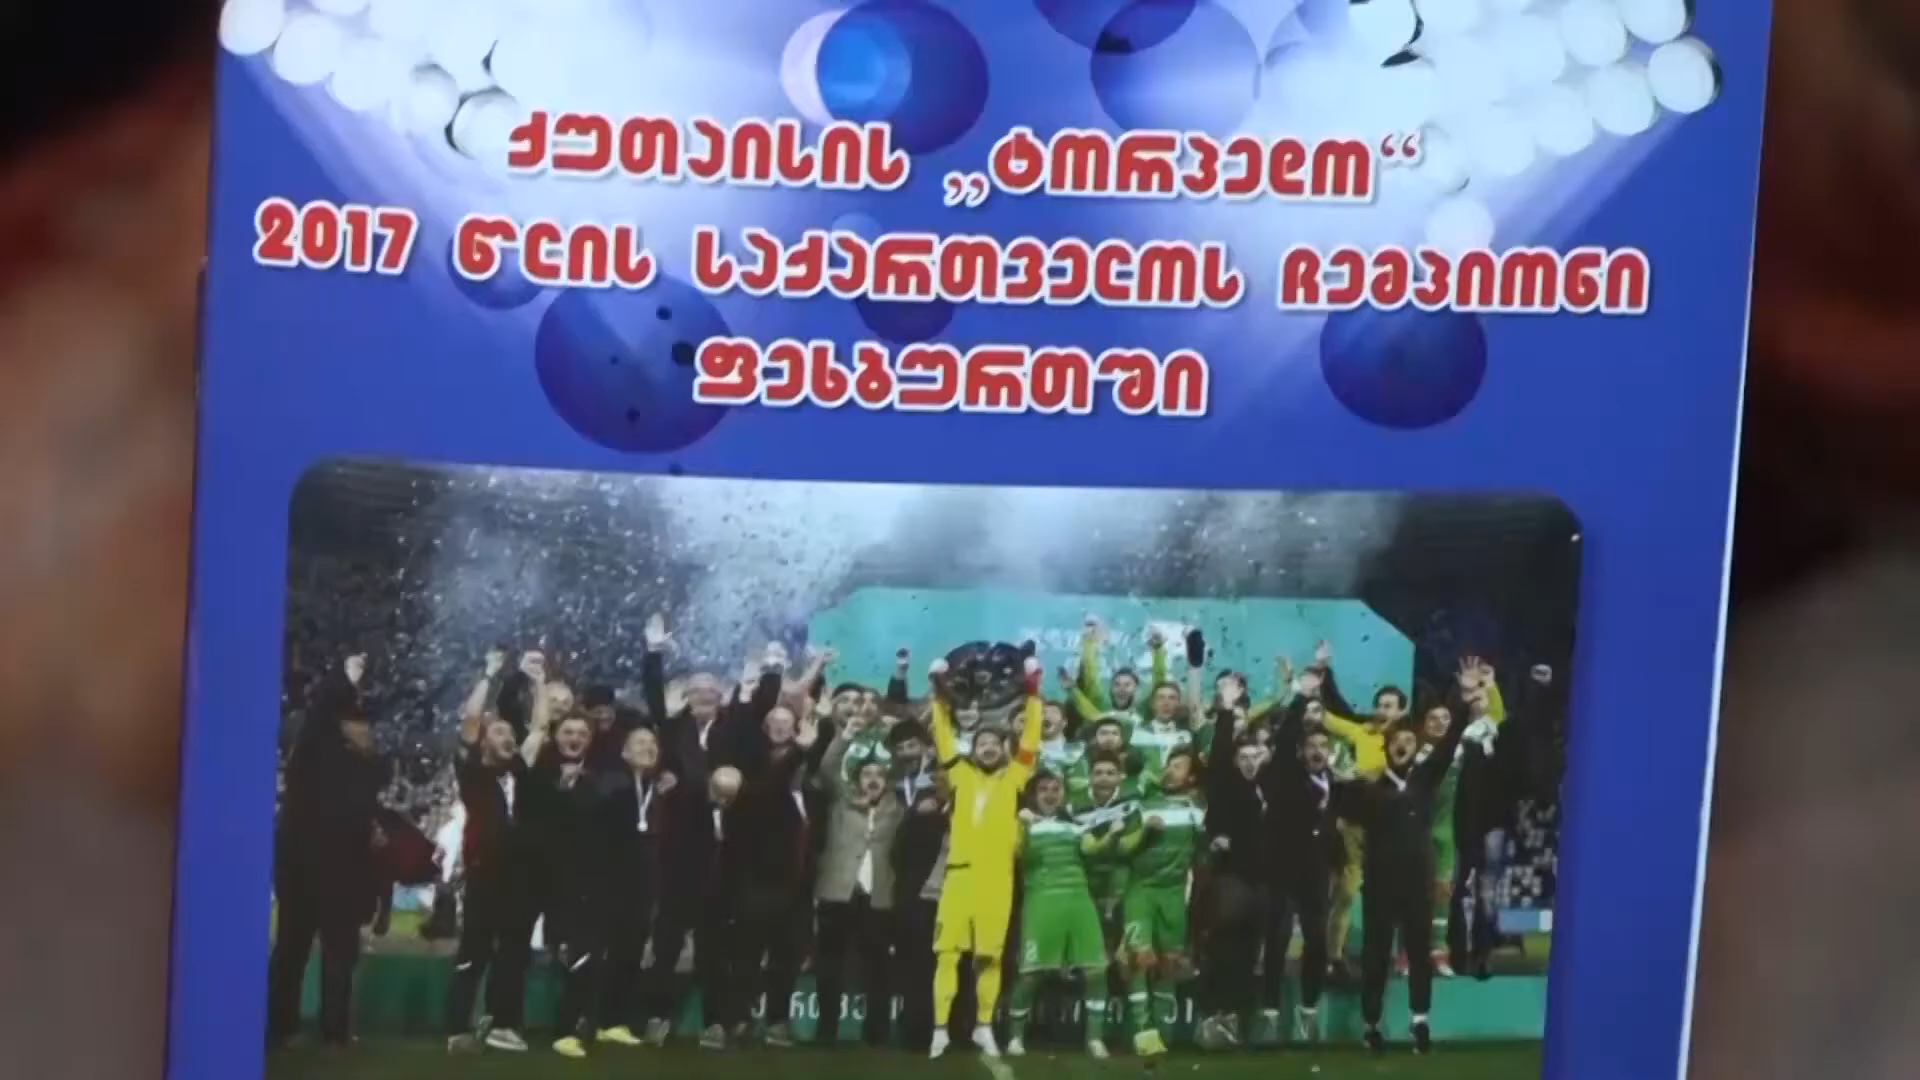 ქუთაისის „ტორპედო“
2017 წლის საქართველოს ჩემპიონი
ფეხბურთში